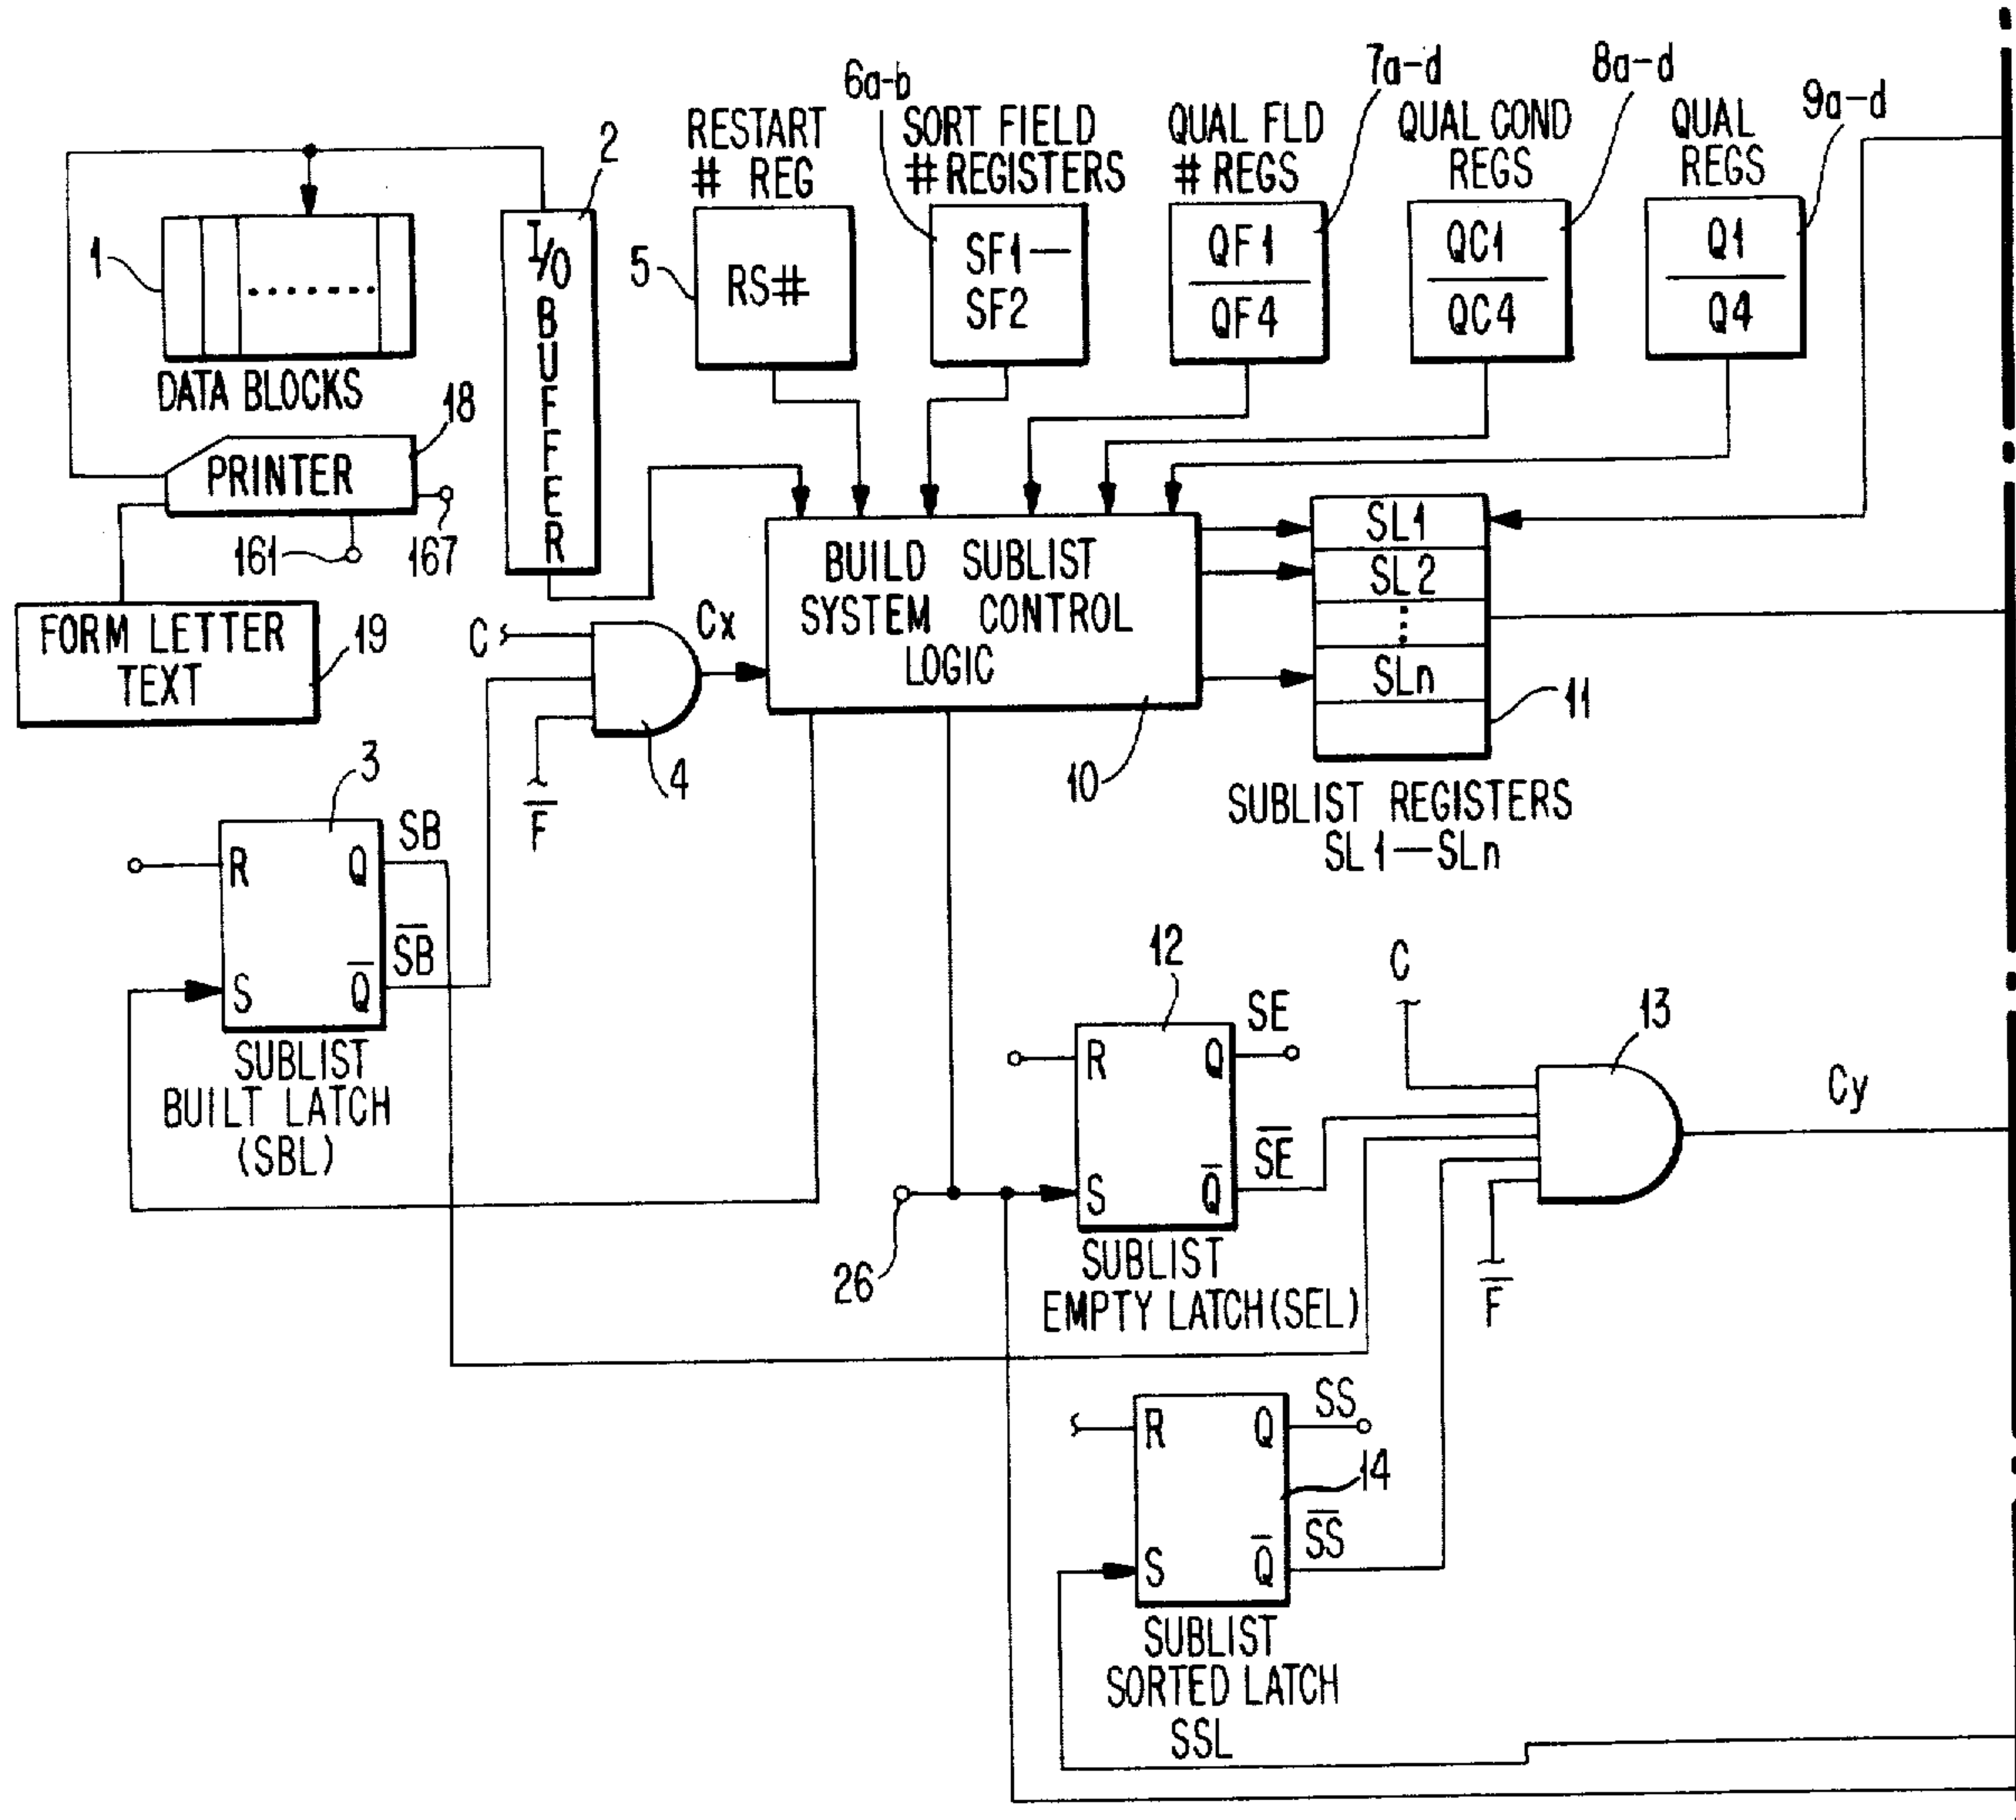 6a-b
7a-d
8a-d
9a-d
2
RESTART
# REG
SORT FIELD
# REGISTERS
QUAL FLD
# REGS
QUAL COND
REGS
QUAL
REGS
1
DATA BLOCKS
I/O
BUFFER
5
RS#
SF1—
SF2
QF1
QF4
QC1
QC4
Q1
Q4
PRINTER
18
161
167
FORM LETTER
TEXT
19
C
Cx
F̅
4
BUILD SUBLIST
SYSTEM CONTROL
LOGIC
10
SL1
SL2
SLn
11
SUBLIST REGISTERS
SL1—SLn
3
R
Q
SB
S
Q̅
S̅B̅
SUBLIST
BUILT LATCH
(SBL)
12
R
Q
SE
S
Q̅
S̅E̅
26
SUBLIST
EMPTY LATCH (SEL)
C
13
Cy
F̅
R
Q
SS
14
S
Q̅
S̅S̅
SUBLIST
SORTED LATCH
SSL